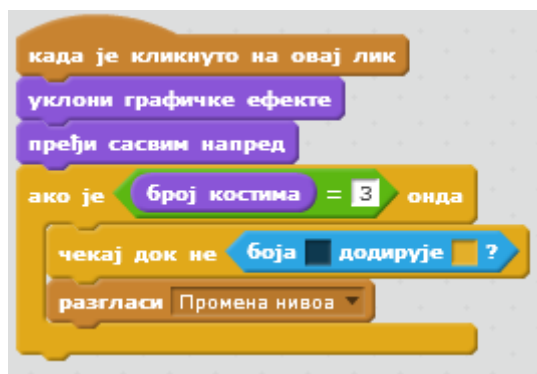 када је кликнуто на овај лик
уклони графичке ефекте
пређи сасвим напред
ако је број костима = 3 онда
чекај док не боја додирује ?
разгласи Промена нивоа